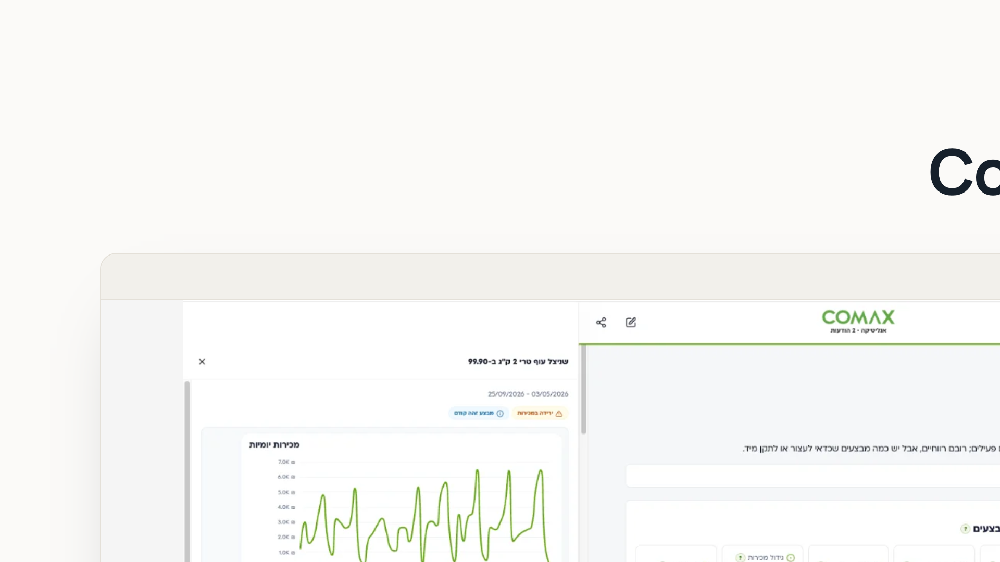 Co
COMAX
אנליטיקה · 2 הודעות
שניצל עוף טרי 2 ק"ג ב-99.90
25/09/2026 - 03/05/2026
ירידה במכירות
מבצע זהה קודם
מכירות יומיות
7.0K ₪
6.0K ₪
5.0K ₪
4.0K ₪
3.0K ₪
2.0K ₪
1.0K ₪
פעילים; רובם רווחיים, אבל יש כמה מבצעים שכדאי לעצור או לתקן מיד.
בצעים ?
גידול מכירות ?